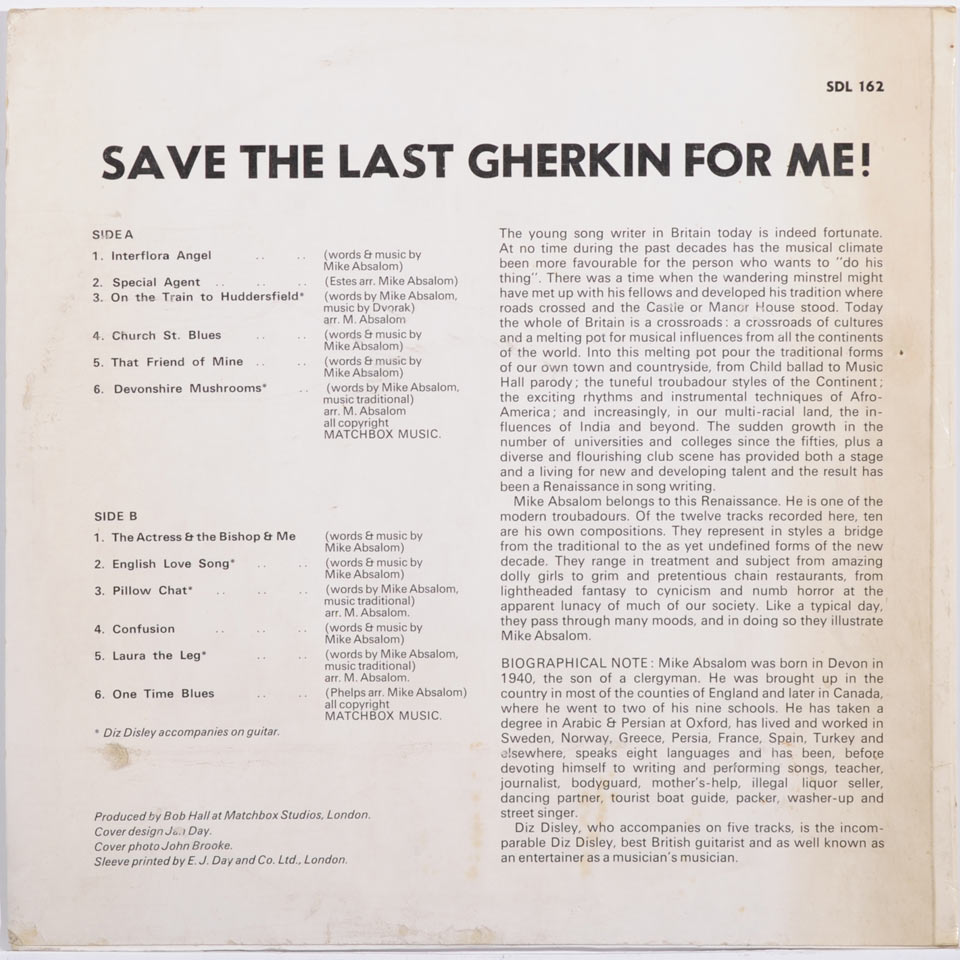 SDL 162
SAVE THE LAST GHERKIN FOR ME!
SIDE A
1. Interflora Angel .. .. (words & music by
Mike Absalom)
2. Special Agent .. .. .. (Estes arr. Mike Absalom)
3. On the Train to Huddersfield* (words by Mike Absalom,
music by Dvorak)
arr. M. Absalom
4. Church St. Blues .. .. (words & music by
Mike Absalom)
5. That Friend of Mine .. .. (words & music by
Mike Absalom)
6. Devonshire Mushrooms* .. (words by Mike Absalom,
music traditional)
arr. M. Absalom
all copyright
MATCHBOX MUSIC.
SIDE B
1. The Actress & the Bishop & Me (words & music by
Mike Absalom)
2. English Love Song* .. .. (words & music by
Mike Absalom)
3. Pillow Chat* .. .. .. (words by Mike Absalom,
music traditional)
arr. M. Absalom.
4. Confusion .. .. .. (words & music by
Mike Absalom)
5. Laura the Leg* .. .. (words by Mike Absalom,
music traditional)
arr. M. Absalom.
6. One Time Blues .. .. (Phelps arr. Mike Absalom)
all copyright
MATCHBOX MUSIC.
* Diz Disley accompanies on guitar.
Produced by Bob Hall at Matchbox Studios, London.
Cover design Jan Day.
Cover photo John Brooke.
Sleeve printed by E. J. Day and Co. Ltd., London.
The young song writer in Britain today is indeed fortunate.
At no time during the past decades has the musical climate
been more favourable for the person who wants to "do his
thing". There was a time when the wandering minstrel might
have met up with his fellows and developed his tradition where
roads crossed and the Castle or Manor House stood. Today
the whole of Britain is a crossroads: a crossroads of cultures
and a melting pot for musical influences from all the continents
of the world. Into this melting pot pour the traditional forms
of our own town and countryside, from Child ballad to Music
Hall parody; the tuneful troubadour styles of the Continent;
the exciting rhythms and instrumental techniques of Afro-
America; and increasingly, in our multi-racial land, the in-
fluences of India and beyond. The sudden growth in the
number of universities and colleges since the fifties, plus a
diverse and flourishing club scene has provided both a stage
and a living for new and developing talent and the result has
been a Renaissance in song writing.
Mike Absalom belongs to this Renaissance. He is one of the
modern troubadours. Of the twelve tracks recorded here, ten
are his own compositions. They represent in styles a bridge
from the traditional to the as yet undefined forms of the new
decade. They range in treatment and subject from amazing
dolly girls to grim and pretentious chain restaurants, from
lightheaded fantasy to cynicism and numb horror at the
apparent lunacy of much of our society. Like a typical day,
they pass through many moods, and in doing so they illustrate
Mike Absalom.
BIOGRAPHICAL NOTE: Mike Absalom was born in Devon in
1940, the son of a clergyman. He was brought up in the
country in most of the counties of England and later in Canada,
where he went to two of his nine schools. He has taken a
degree in Arabic & Persian at Oxford, has lived and worked in
Sweden, Norway, Greece, Persia, France, Spain, Turkey and
elsewhere, speaks eight languages and has been, before
devoting himself to writing and performing songs, teacher,
journalist, bodyguard, mother's-help, illegal liquor seller,
dancing partner, tourist boat guide, packer, washer-up and
street singer.
Diz Disley, who accompanies on five tracks, is the incom-
parable Diz Disley, best British guitarist and as well known as
an entertainer as a musician's musician.